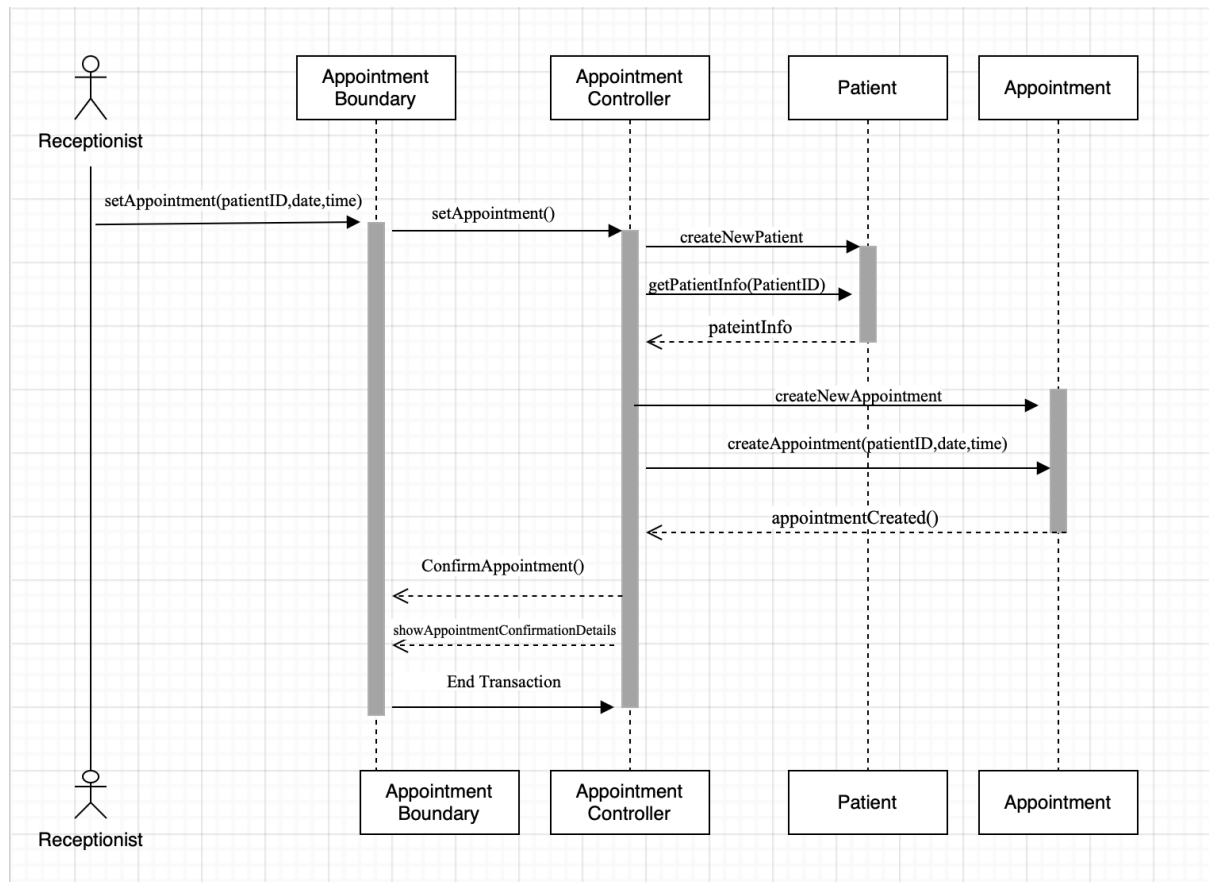 Appointment
Boundary
Appointment
Controller
Patient
Appointment
Receptionist
setAppointment(patientID,date,time)
setAppointment()
createNewPatient
getPatientInfo(PatientID)
pateintInfo
createNewAppointment
createAppointment(patientID,date,time)
appointmentCreated()
ConfirmAppointment()
showAppointmentConfirmationDetails
End Transaction
Appointment
Boundary
Appointment
Controller
Patient
Appointment
Receptionist